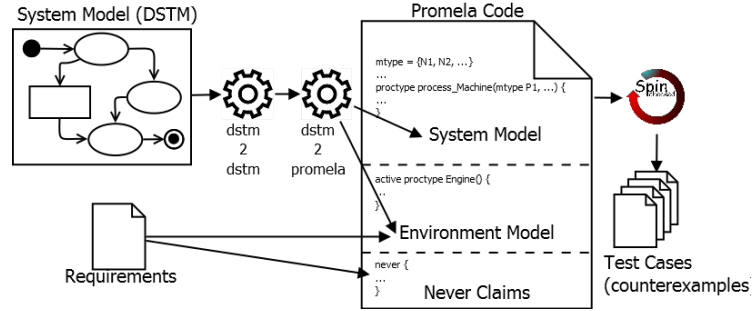 System Model (DSTM)
Promela Code
mtype = {N1, N2, ...}
...
proctype process_Machine(mtype P1, ...) {
...
}
System Model
dstm
2
dstm
dstm
2
promela
Spin
active proctype Engine() {
...
}
Environment Model
Requirements
never {
...
}
Never Claims
Test Cases
(counterexamples)